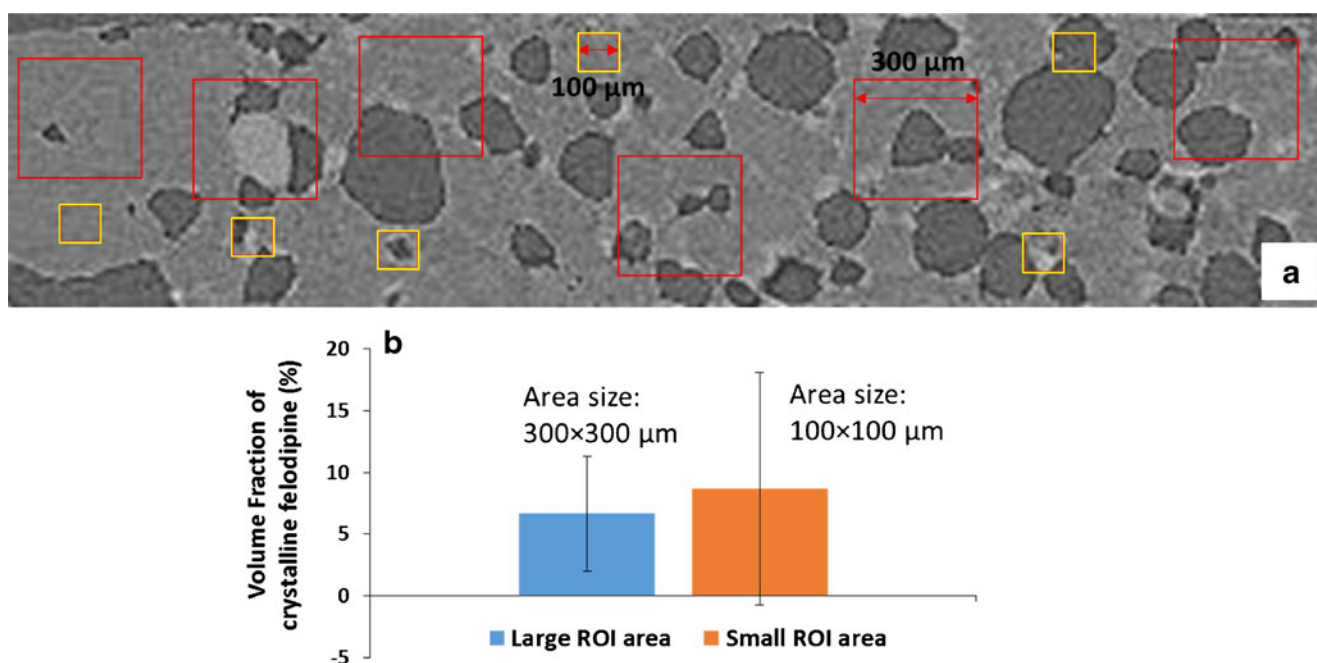 100 µm
300 µm
a
b
Volume Fraction of
crystalline felodipine (%)
20
15
10
5
0
-5
Area size:
300×300 µm
Area size:
100×100 µm
Large ROI area
Small ROI area